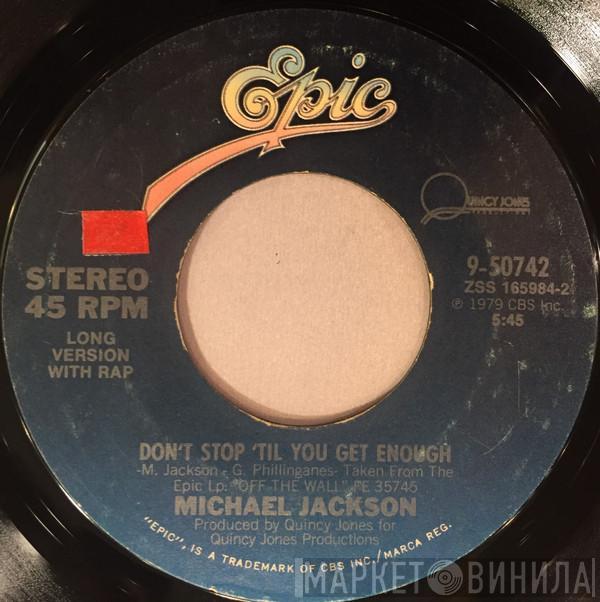 Epic
QUINCY JONES
PRODUCTIONS
STEREO
45 RPM
LONG
VERSION
WITH RAP
9-50742
ZSS 165984-2
℗ 1979 CBS Inc.
5:45
DON'T STOP 'TIL YOU GET ENOUGH
-M. Jackson - G. Phillinganes- Taken From The
Epic Lp: "OFF THE WALL" FE 35745
MICHAEL JACKSON
Produced by Quincy Jones for
Quincy Jones Productions
"EPIC", IS A TRADEMARK OF CBS INC./MARCA REG.
МАРКЕТ ВИНИЛА